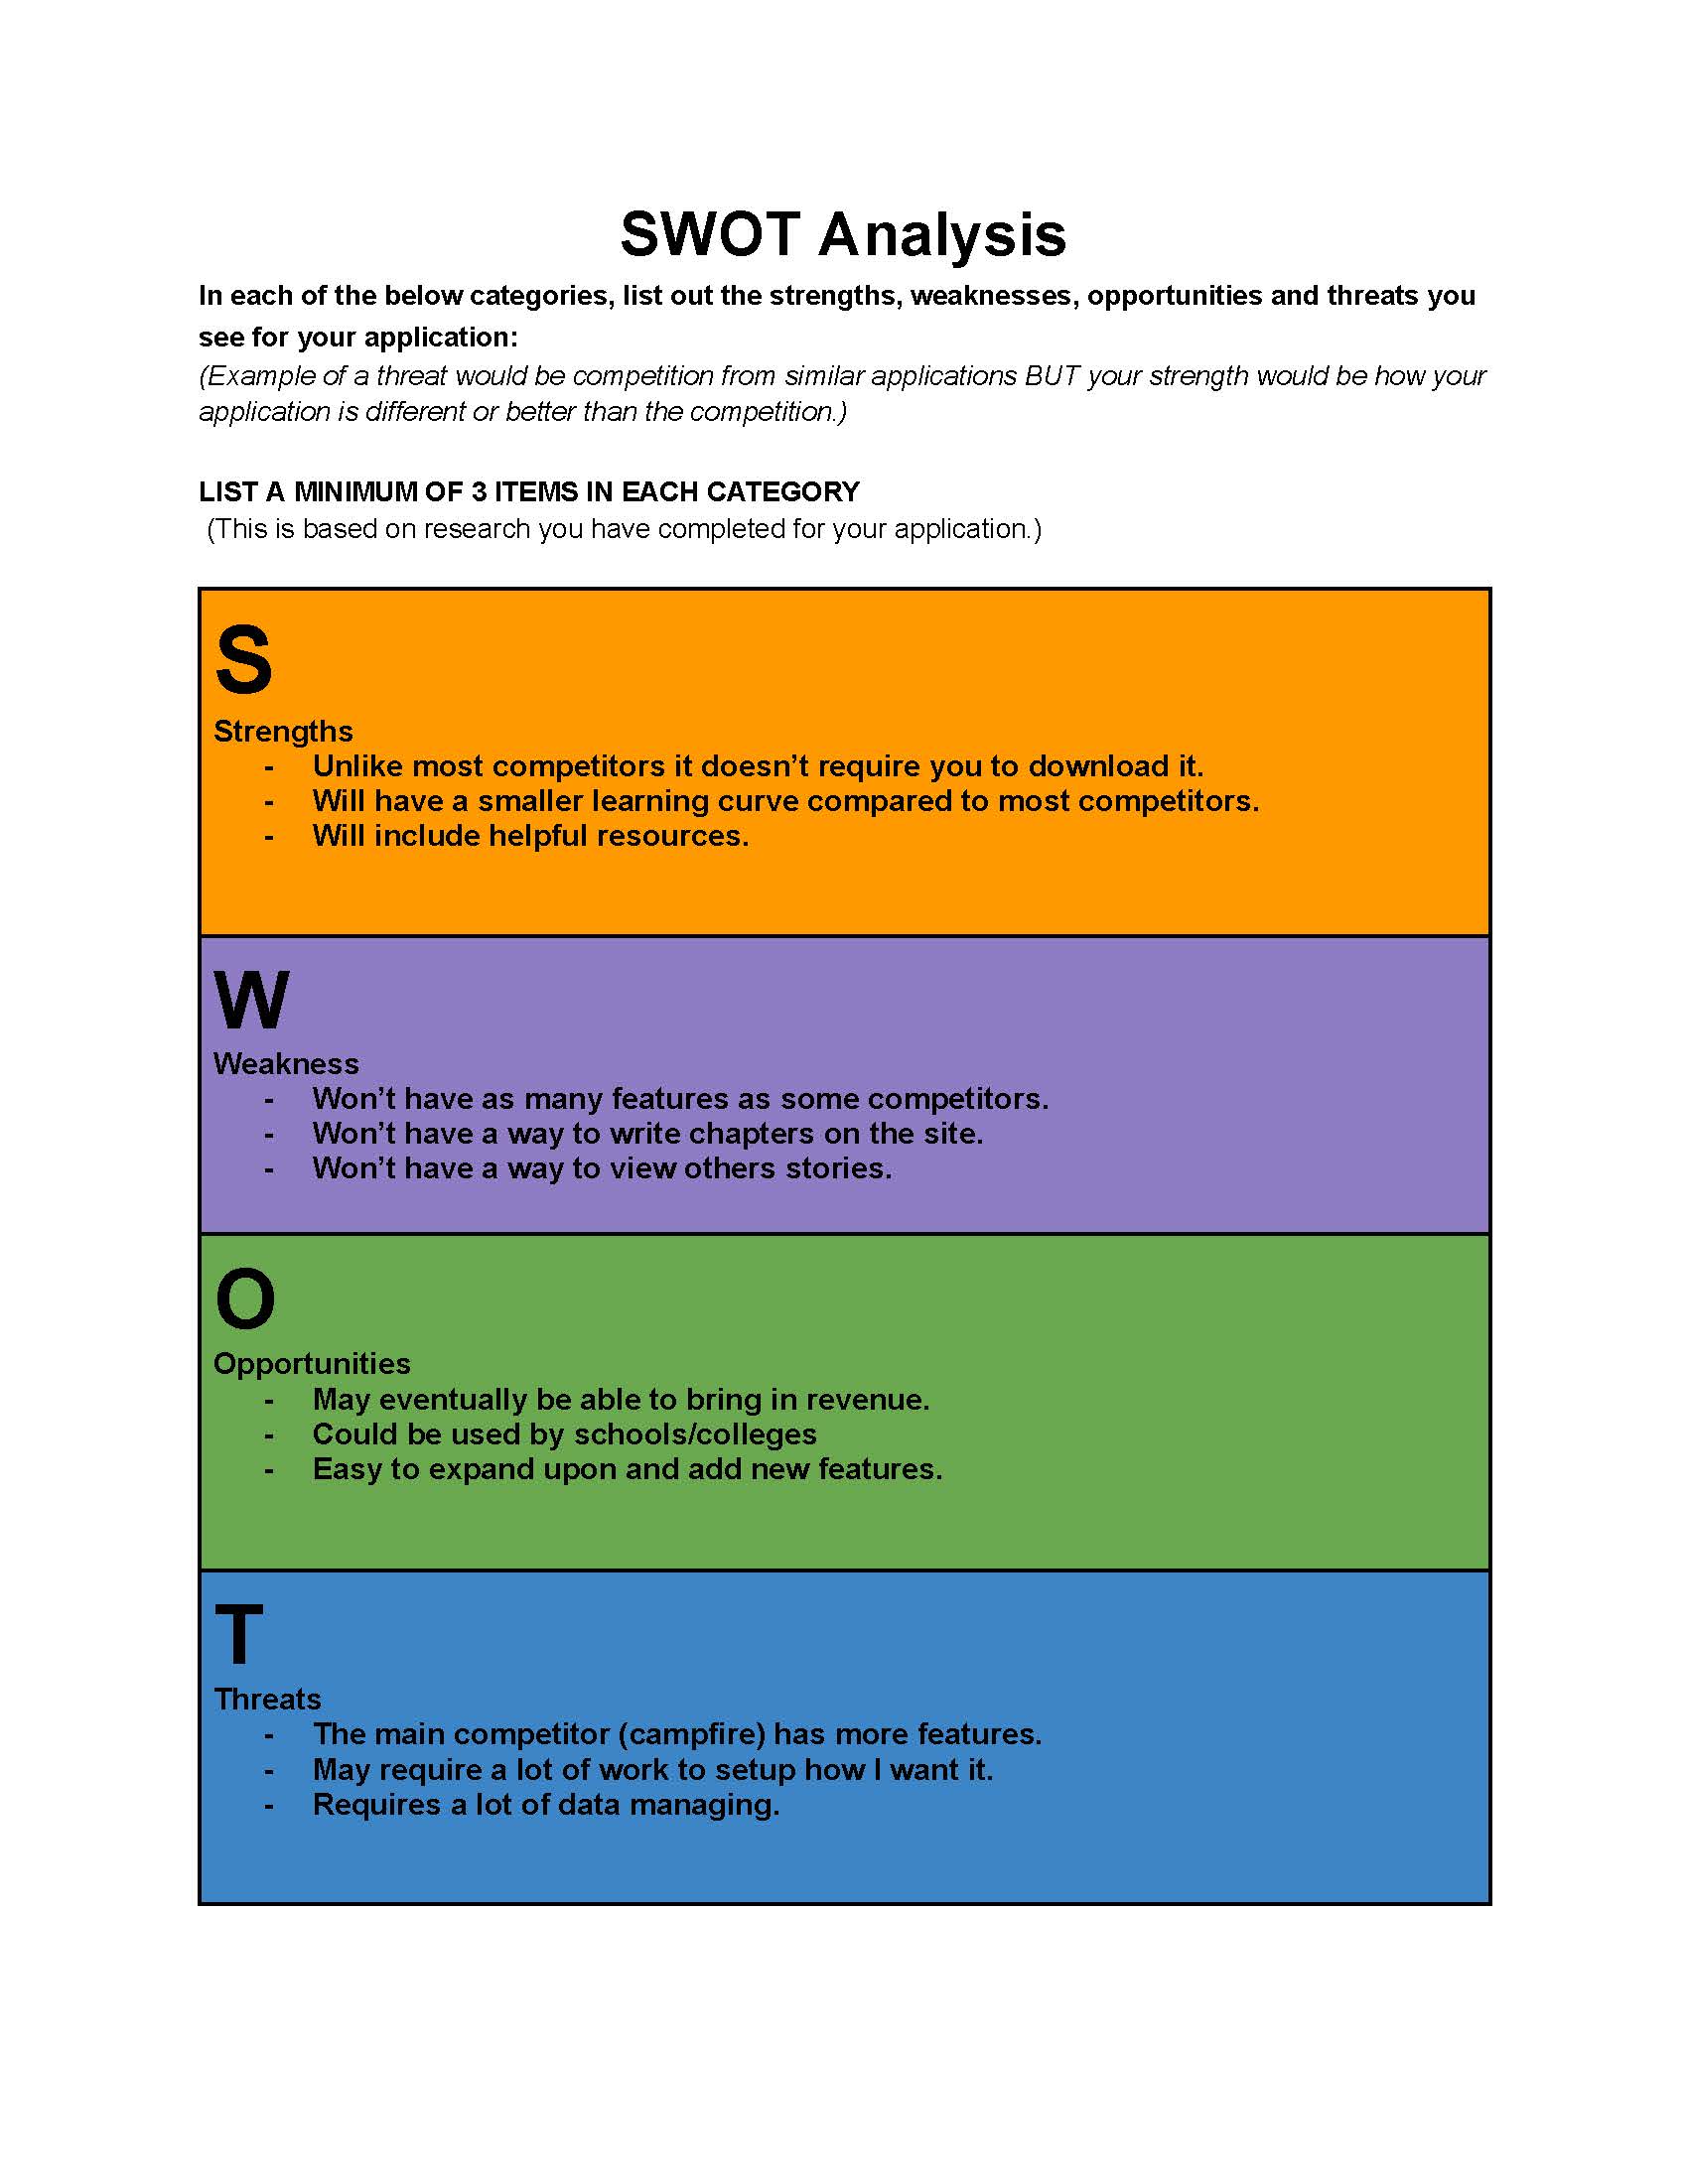 SWOT Analysis
In each of the below categories, list out the strengths, weaknesses, opportunities and threats you
see for your application:
(Example of a threat would be competition from similar applications BUT your strength would be how your
application is different or better than the competition.)
LIST A MINIMUM OF 3 ITEMS IN EACH CATEGORY
(This is based on research you have completed for your application.)
S
Strengths
- Unlike most competitors it doesn’t require you to download it.
- Will have a smaller learning curve compared to most competitors.
- Will include helpful resources.
W
Weakness
- Won’t have as many features as some competitors.
- Won’t have a way to write chapters on the site.
- Won’t have a way to view others stories.
O
Opportunities
- May eventually be able to bring in revenue.
- Could be used by schools/colleges
- Easy to expand upon and add new features.
T
Threats
- The main competitor (campfire) has more features.
- May require a lot of work to setup how I want it.
- Requires a lot of data managing.